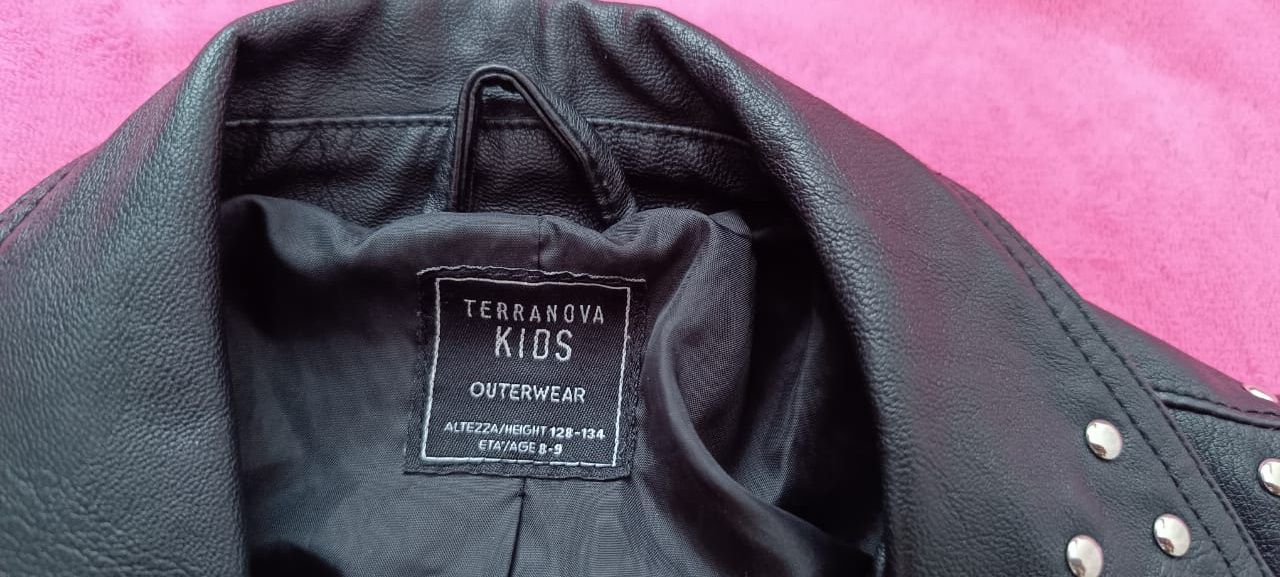 TERRANOVA
KIDS
OUTERWEAR
ALTEZZA/HEIGHT 128-134
ETA'/AGE 8-9